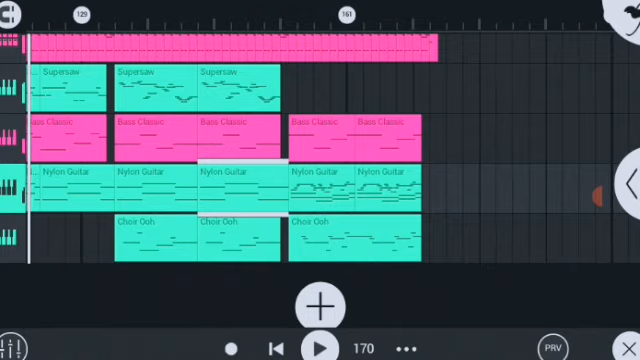 129 161
Supersaw Supersaw Supersaw
Bass Classic Bass Classic Bass Classic Bass Classic Bass Classic
Nylon Guitar Nylon Guitar Nylon Guitar Nylon Guitar Nylon Guitar
Choir Ooh Choir Ooh Choir Ooh
170 PRV